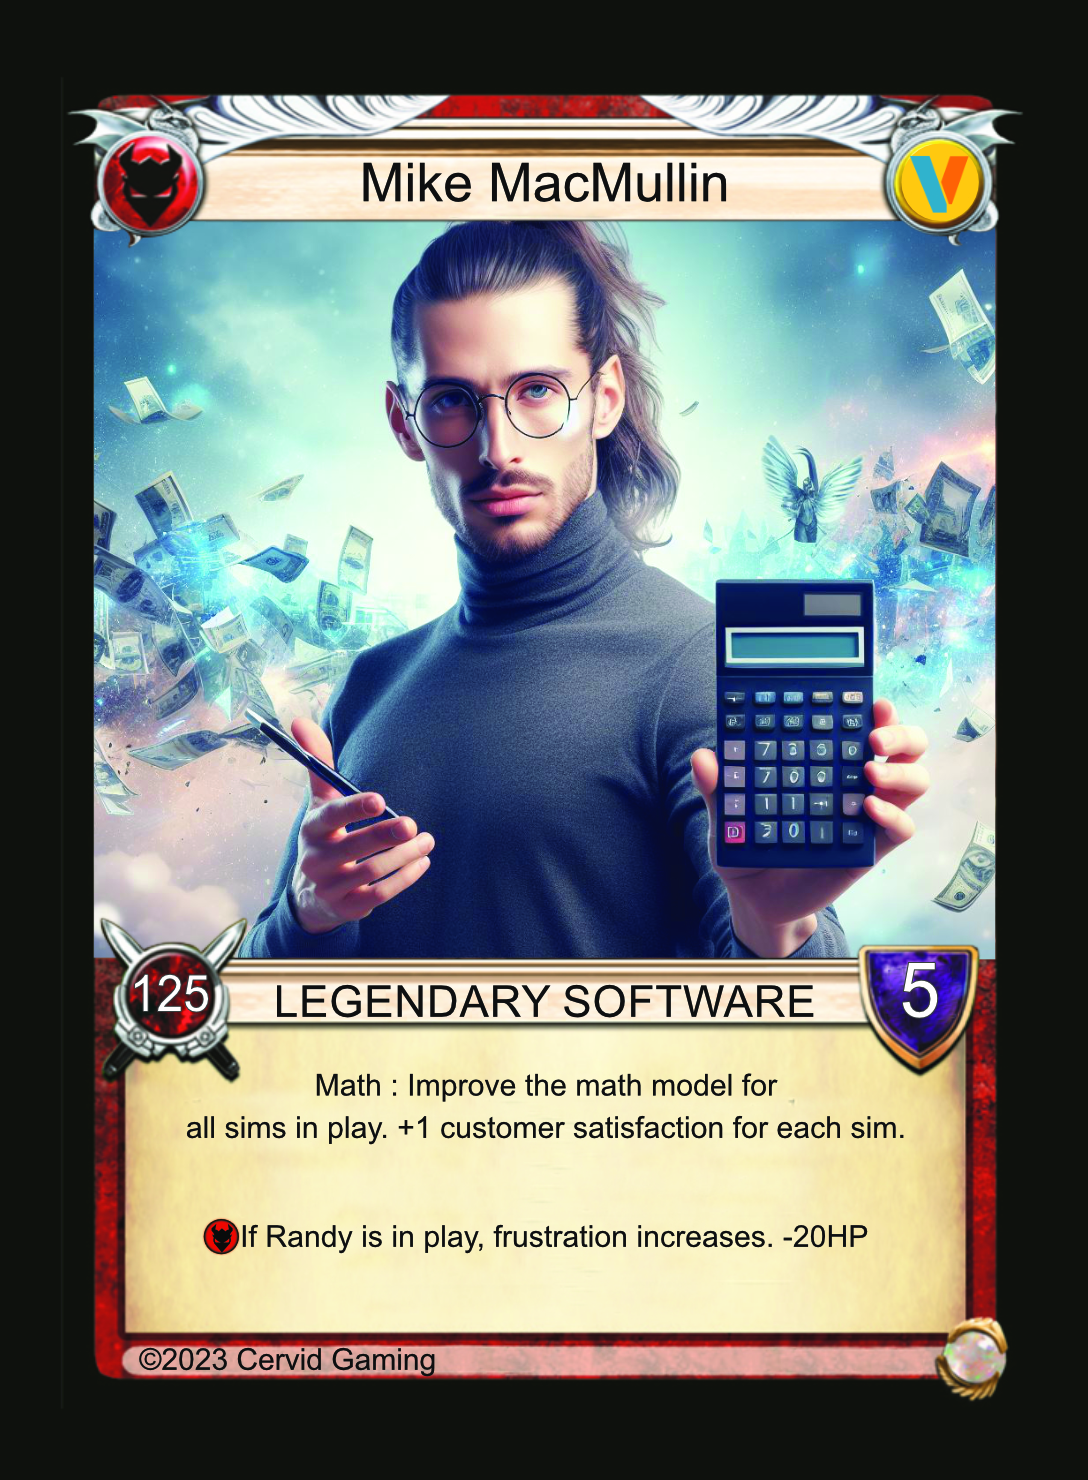 Mike MacMullin
125
LEGENDARY SOFTWARE
5
Math : Improve the math model for
all sims in play. +1 customer satisfaction for each sim.
If Randy is in play, frustration increases. -20HP
©2023 Cervid Gaming